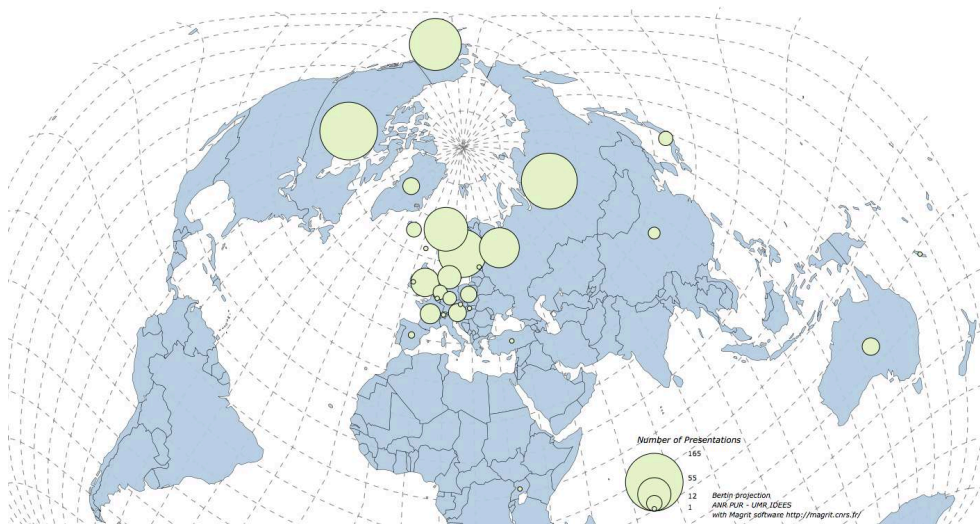 Number of Presentations
165
55
12
1
Bertin projection
ANR PUR - UMR IDEES
with Magrit software http://magrit.cnrs.fr/